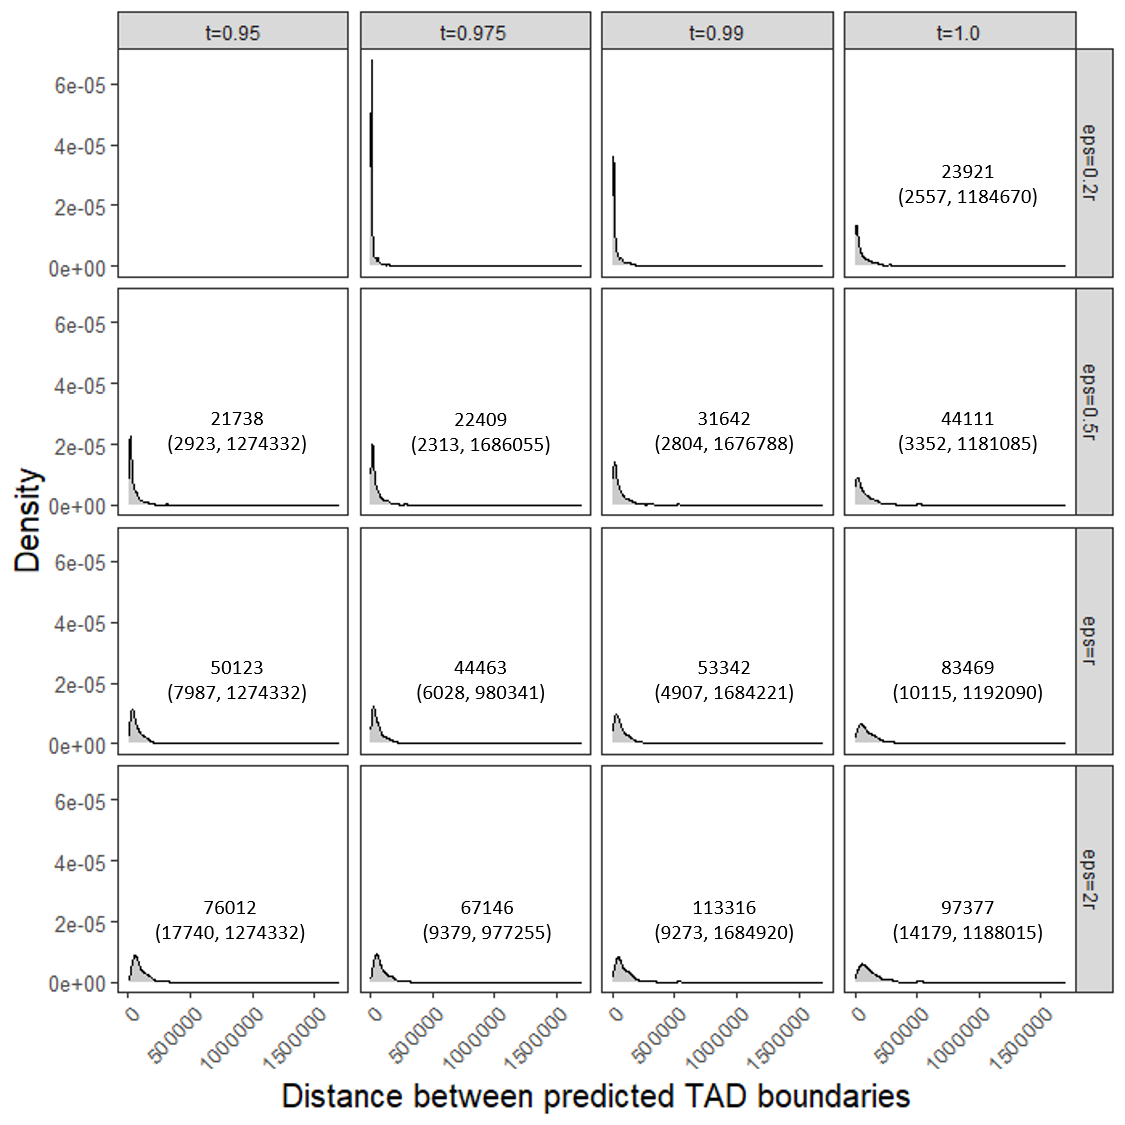 t=0.95 t=0.975 t=0.99 t=1.0
6e-05
4e-05
2e-05
0e+00
23921
(2557, 1184670)
eps=0.2r
6e-05
4e-05
2e-05
0e+00
21738
(2923, 1274332)
22409
(2313, 1686055)
31642
(2804, 1676788)
44111
(3352, 1181085)
eps=0.5r
6e-05
4e-05
2e-05
0e+00
50123
(7987, 1274332)
44463
(6028, 980341)
53342
(4907, 1684221)
83469
(10115, 1192090)
eps=r
6e-05
4e-05
2e-05
0e+00
76012
(17740, 1274332)
67146
(9379, 977255)
113316
(9273, 1684920)
97377
(14179, 1188015)
eps=2r
Density
0 500000 1000000 1500000 0 500000 1000000 1500000 0 500000 1000000 1500000 0 500000 1000000 1500000
Distance between predicted TAD boundaries